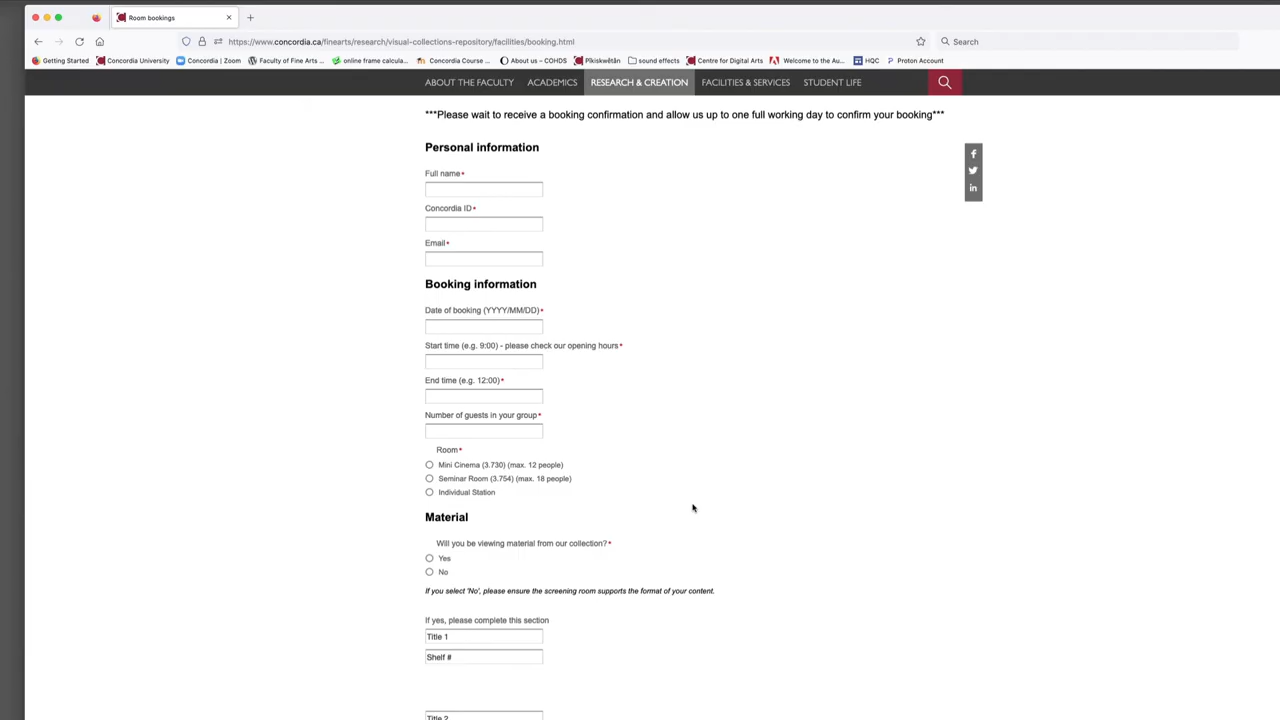 Room bookings
https://www.concordia.ca/finearts/research/visual-collections-repository/facilities/booking.html
Search
Getting Started Concordia University Concordia | Zoom Faculty of Fine Arts ... online frame calcula... Concordia Course ... About us – COHDS Pîkiskwêtân sound effects Centre for Digital Arts Welcome to the Au... HQC Proton Account
ABOUT THE FACULTY ACADEMICS RESEARCH & CREATION FACILITIES & SERVICES STUDENT LIFE
***Please wait to receive a booking confirmation and allow us up to one full working day to confirm your booking***
Personal information
Full name*
Concordia ID*
Email*
Booking information
Date of booking (YYYY/MM/DD)*
Start time (e.g. 9:00) - please check our opening hours*
End time (e.g. 12:00)*
Number of guests in your group*
Room*
Mini Cinema (3.730) (max. 12 people)
Seminar Room (3.754) (max. 18 people)
Individual Station
Material
Will you be viewing material from our collection?*
Yes
No
If you select 'No', please ensure the screening room supports the format of your content.
If yes, please complete this section
Title 1
Shelf #
Title 2